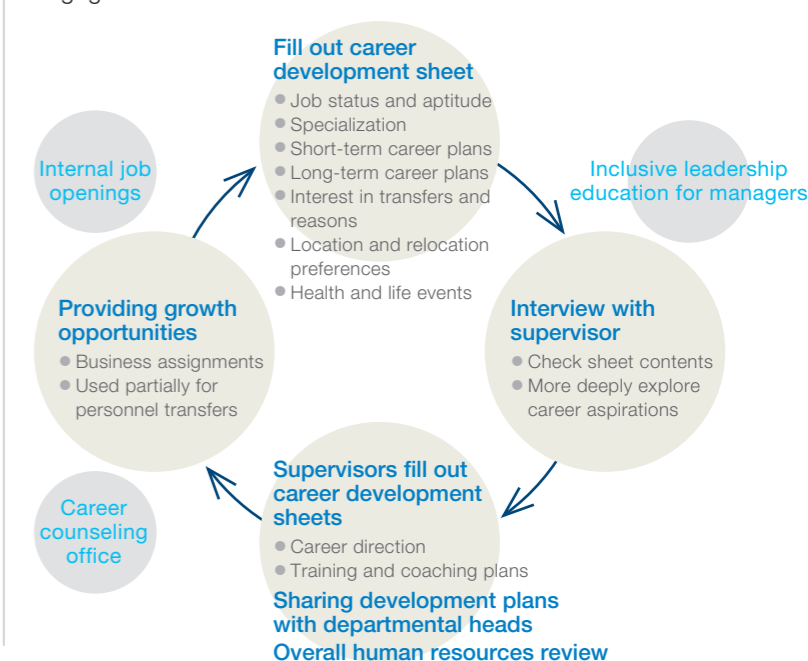 Fill out career
development sheet
● Job status and aptitude
● Specialization
● Short-term career plans
● Long-term career plans
● Interest in transfers and
reasons
● Location and relocation
preferences
● Health and life events
Internal job
openings
Inclusive leadership
education for managers
Interview with
supervisor
● Check sheet contents
● More deeply explore
career aspirations
Supervisors fill out
career development
sheets
● Career direction
● Training and coaching plans
Sharing development plans
with departmental heads
Overall human resources review
Providing growth
opportunities
● Business assignments
● Used partially for
personnel transfers
Career
counseling
office